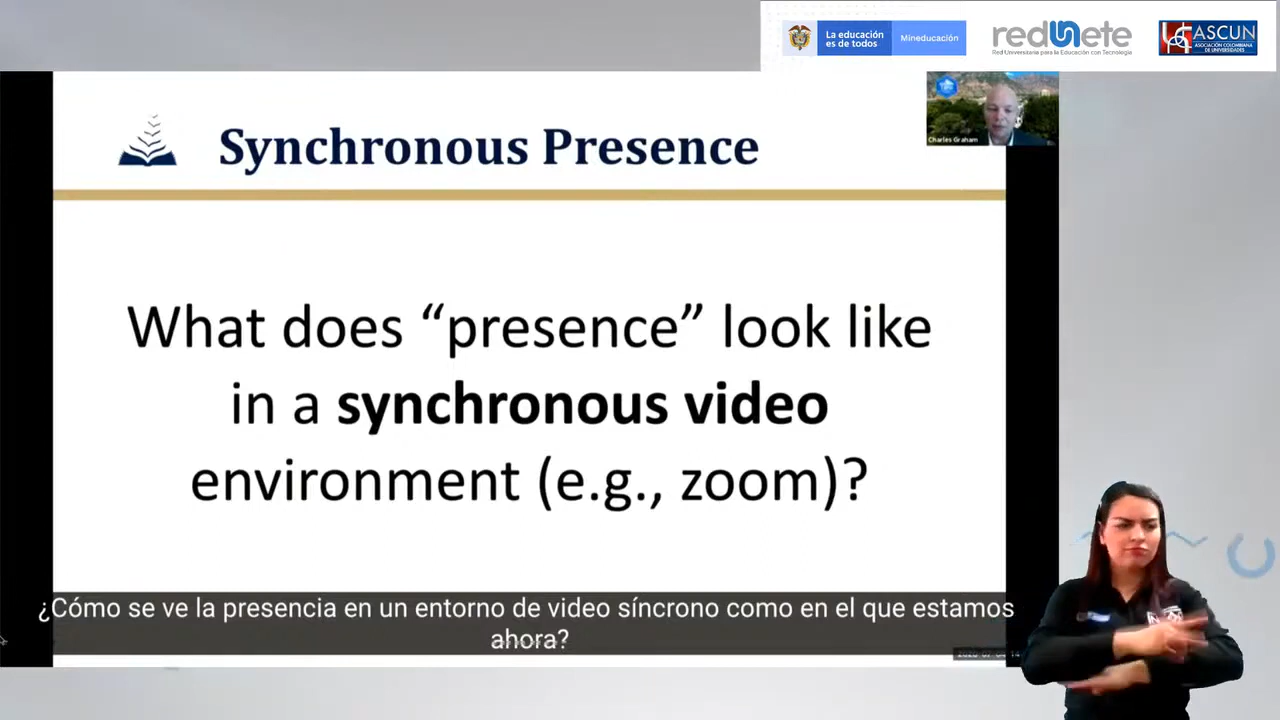 La educación
es de todos
Mineducación
redunete
Red Universitaria para la Educación con Tecnología
ASCUN
ASOCIACIÓN COLOMBIANA
DE UNIVERSIDADES
Charles Graham
Synchronous Presence
What does “presence” look like
in a synchronous video
environment (e.g., zoom)?
¿Cómo se ve la presencia en un entorno de video síncrono como en el que estamos
ahora?